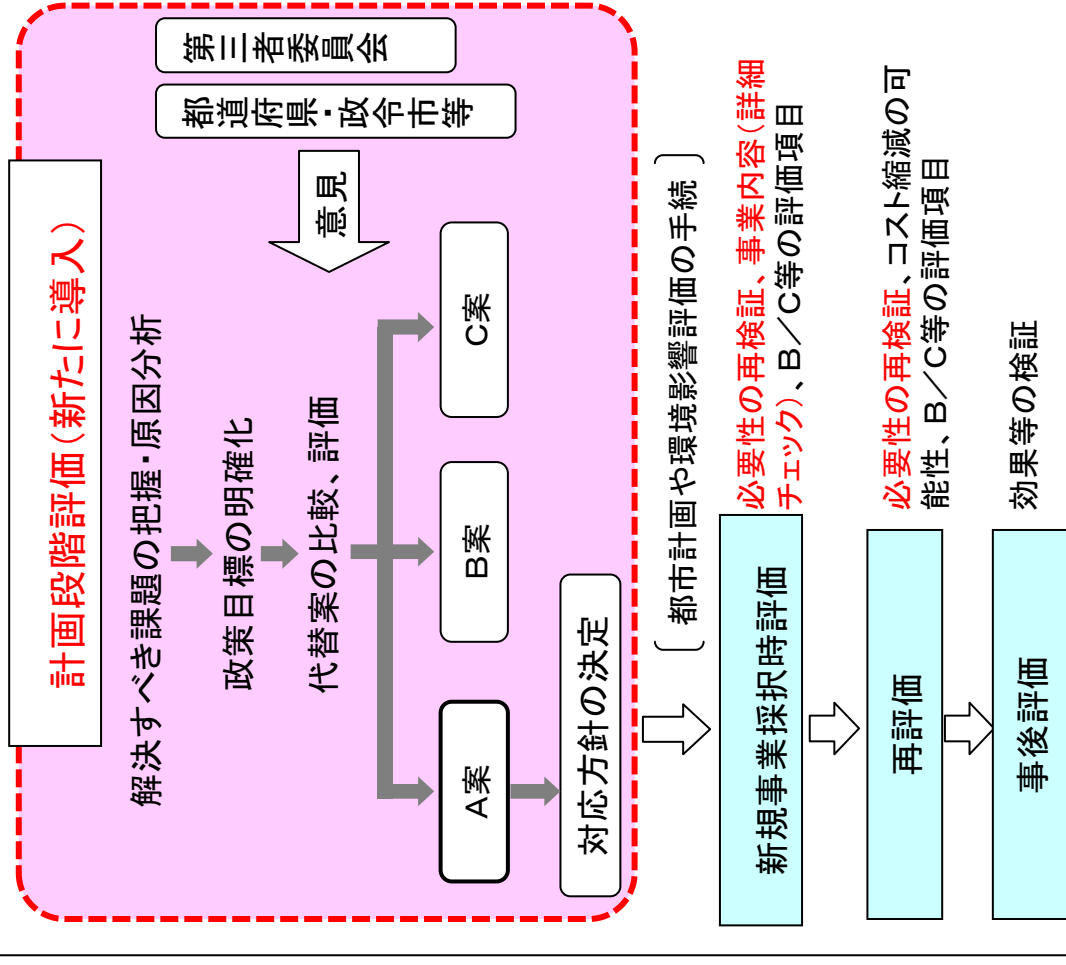 計画段階評価(新たに導入)
解決すべき課題の把握・原因分析
政策目標の明確化
代替案の比較、評価
第三者委員会
都道府県・政令市等
意見
A案
B案
C案
対応方針の決定
都市計画や環境影響評価の手続
新規事業採択時評価
必要性の再検証、事業内容(詳細
チェック)、B/C等の評価項目
再評価
必要性の再検証、コスト縮減の可
能性、B/C等の評価項目
事後評価
効果等の検証